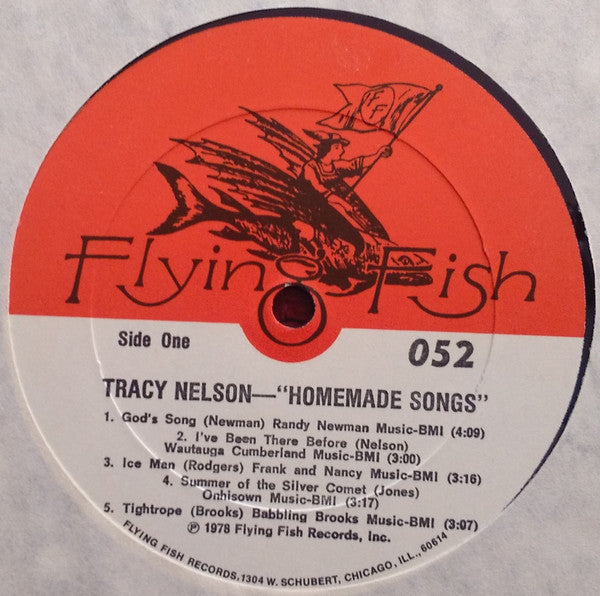 FF
Flying Fish
Side One
052
TRACY NELSON—"HOMEMADE SONGS"
1. God's Song (Newman) Randy Newman Music-BMI (4:09)
2. I've Been There Before (Nelson)
Wautauga Cumberland Music-BMI (3:00)
3. Ice Man (Rodgers) Frank and Nancy Music-BMI (3:16)
4. Summer of the Silver Comet (Jones)
Onhisown Music-BMI (3:17)
5. Tightrope (Brooks) Babbling Brooks Music-BMI (3:07)
℗ 1978 Flying Fish Records, Inc.
FLYING FISH RECORDS, 1304 W. SCHUBERT, CHICAGO, ILL., 60614